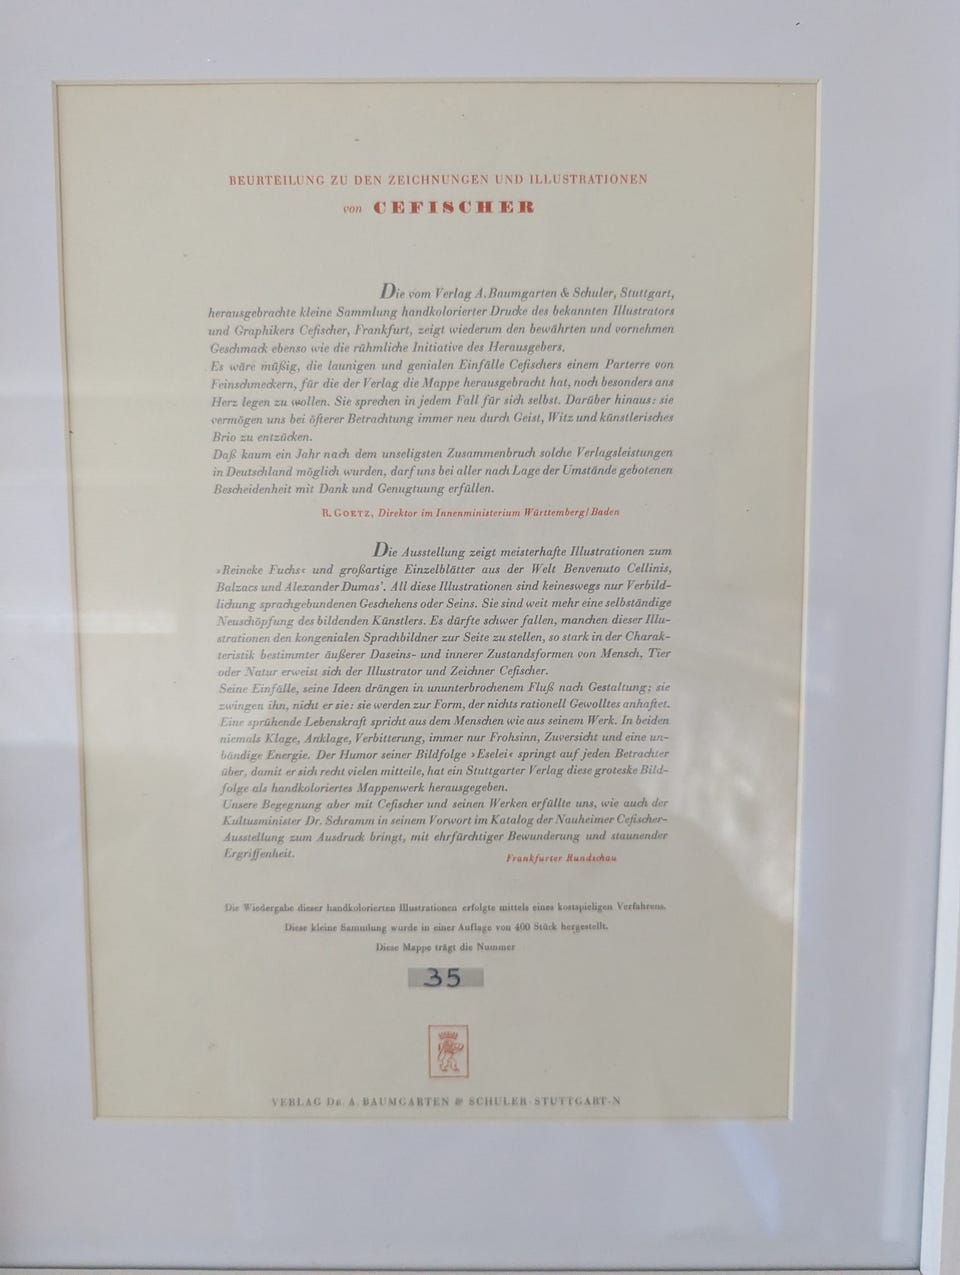 BEURTEILUNG ZU DEN ZEICHNUNGEN UND ILLUSTRATIONEN
von CEFISCHER
Die vom Verlag A. Baumgarten & Schuler, Stuttgart,
herausgebrachte kleine Sammlung handkolorierter Drucke des bekannten Illustrators
und Graphikers Cefischer, Frankfurt, zeigt wiederum den bewährten und vornehmen
Geschmack ebenso wie die rühmliche Initiative des Herausgebers.
Es wäre müßig, die launigen und genialen Einfälle Cefischers einem Parterre von
Feinschmeckern, für die der Verlag die Mappe herausgebracht hat, noch besonders ans
Herz legen zu wollen. Sie sprechen in jedem Fall für sich selbst. Darüber hinaus: sie
vermögen uns bei öfterer Betrachtung immer neu durch Geist, Witz und künstlerisches
Brio zu entzücken.
Daß kaum ein Jahr nach dem unseligsten Zusammenbruch solche Verlagsleistungen
in Deutschland möglich wurden, darf uns bei aller nach Lage der Umstände gebotenen
Bescheidenheit mit Dank und Genugtuung erfüllen.
R. GOETZ, Direktor im Innenministerium Württemberg/Baden
Die Ausstellung zeigt meisterhafte Illustrationen zum
›Reineke Fuchs‹ und großartige Einzelblätter aus der Welt Benvenuto Cellinis,
Balzacs und Alexander Dumas'. All diese Illustrationen sind keineswegs nur Verbild-
lichung sprachgebundenen Geschehens oder Seins. Sie sind weit mehr eine selbständige
Neuschöpfung des bildenden Künstlers. Es dürfte schwer fallen, manchen dieser Illu-
strationen den kongenialen Sprachbildner zur Seite zu stellen, so stark in der Charak-
teristik bestimmter äußerer Daseins- und innerer Zustandsformen von Mensch, Tier
oder Natur erweist sich der Illustrator und Zeichner Cefischer.
Seine Einfälle, seine Ideen drängen in ununterbrochenem Fluß nach Gestaltung; sie
zwingen ihn, nicht er sie: sie werden zur Form, der nichts rationell Gewolltes anhaftet.
Eine sprühende Lebenskraft spricht aus dem Menschen wie aus seinem Werk. In beiden
niemals Klage, Anklage, Verbitterung, immer nur Frohsinn, Zuversicht und eine un-
bändige Energie. Der Humor seiner Bildfolge ›Eselei‹ springt auf jeden Betrachter
über, damit er sich recht vielen mitteile, hat ein Stuttgarter Verlag diese groteske Bild-
folge als handkoloriertes Mappenwerk herausgegeben.
Unsere Begegnung aber mit Cefischer und seinen Werken erfüllte uns, wie auch der
Kultusminister Dr. Schramm in seinem Vorwort im Katalog der Nauheimer Cefischer-
Ausstellung zum Ausdruck bringt, mit ehrfürchtiger Bewunderung und staunender
Ergriffenheit.
Frankfurter Rundschau
Die Wiedergabe dieser handkolorierten Illustrationen erfolgte mittels eines kostspieligen Verfahrens.
Diese kleine Sammlung wurde in einer Auflage von 400 Stück hergestellt.
Diese Mappe trägt die Nummer
35
VERLAG DR. A. BAUMGARTEN & SCHULER STUTTGART-N